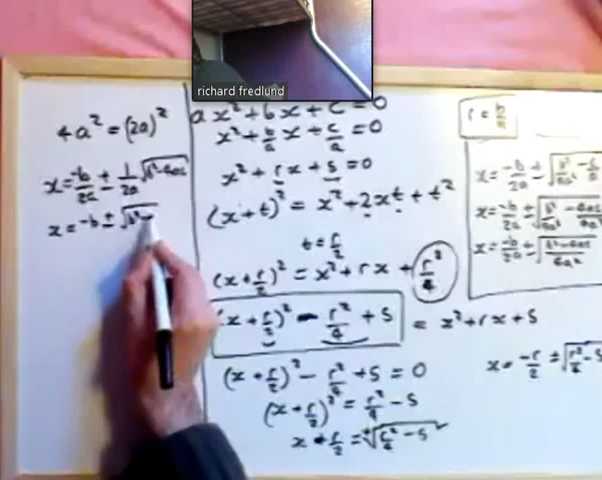 richard fredlund
4a² = (2a)²
x = -b/2a ± 1/2a √(b²-4ac)
x = -b ± √b²-
ax² + bx + c = 0
x² + b/a x + c/a = 0
x² + rx + s = 0
(x+t)² = x² + 2xt + t²
t = r/2
(x+r/2)² = x² + rx + r²/4
(x+r/2)² - r²/4 + s = x² + rx + s
(x+r/2)² - r²/4 + s = 0
(x+r/2)² = r²/4 - s
x + r/2 = ±√(r²/4 - s)
r = b/a
x = -b/2a ± √(b²/4a² - c/a)
x = -b/2a ± √(b²/4a² - 4ac/4a²)
x = -b/2a ± √(b²-4ac/4a²)
x = -r/2 ± √(r²/4 - s